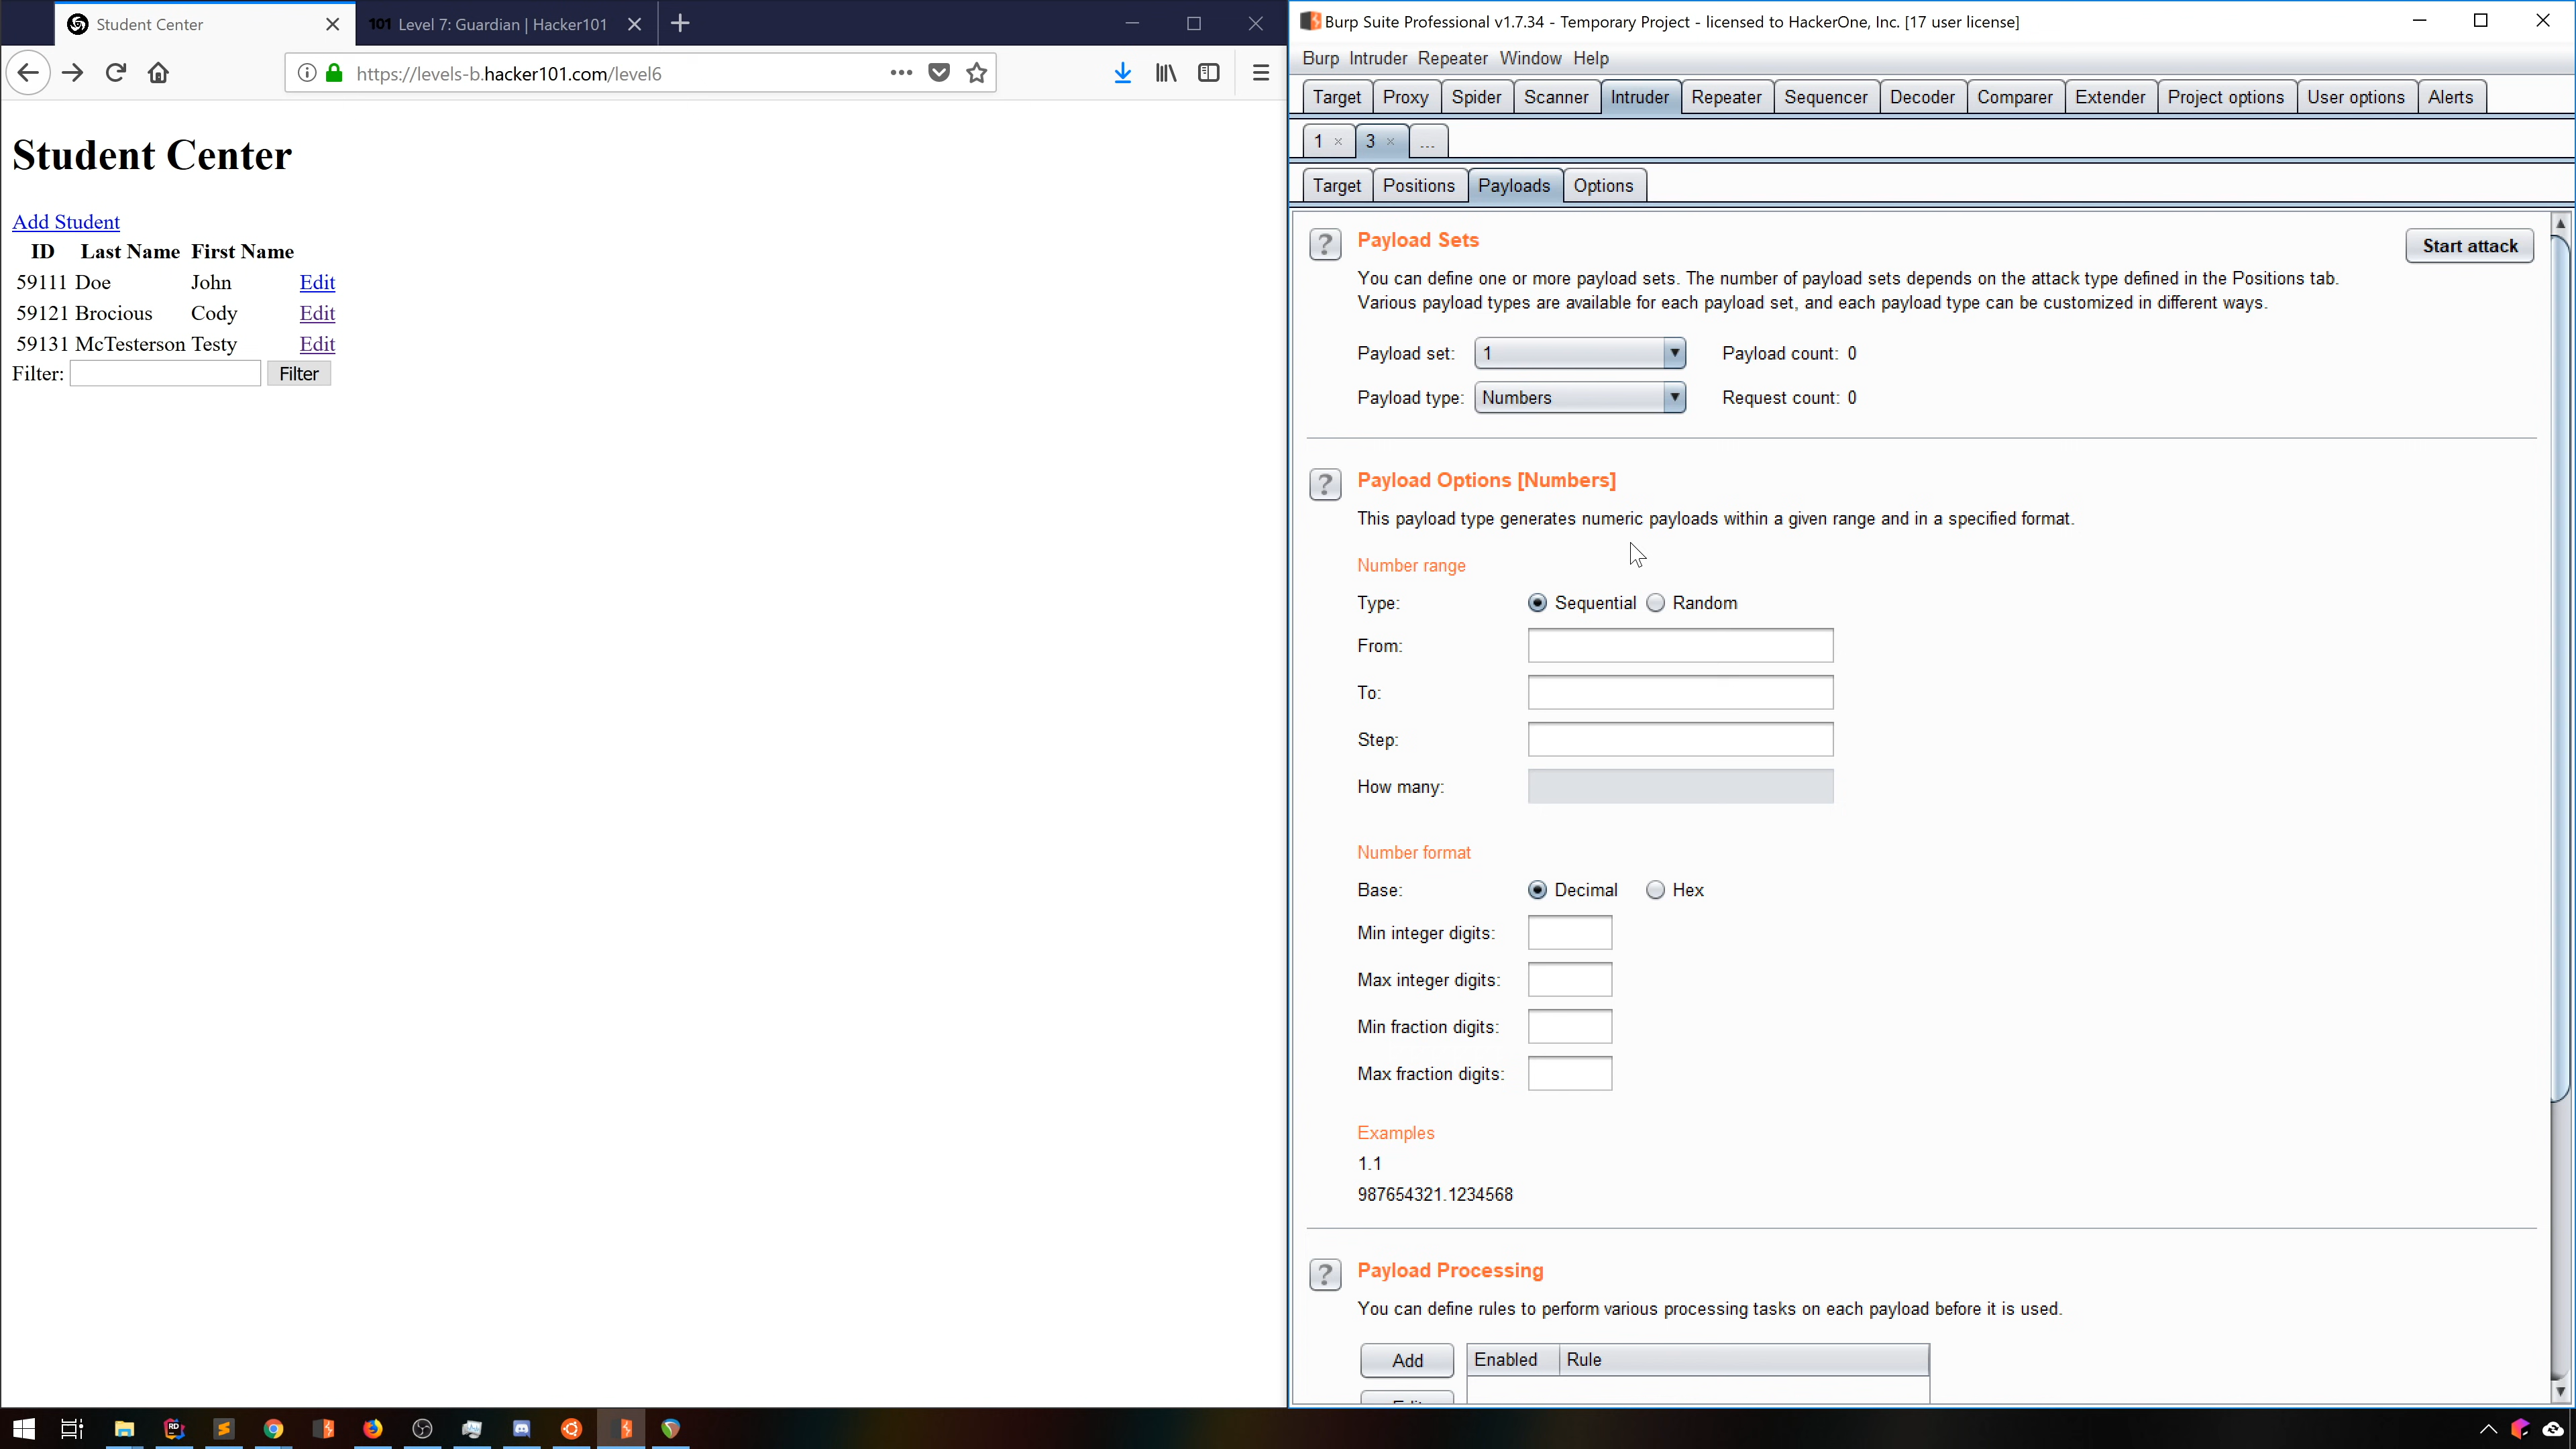 Student Center
101 Level 7: Guardian | Hacker101
https://levels-b.hacker101.com/level6
Student Center
Add Student
ID Last Name First Name
59111 Doe John Edit
59121 Brocious Cody Edit
59131 McTesterson Testy Edit
Filter: Filter
Burp Suite Professional v1.7.34 - Temporary Project - licensed to HackerOne, Inc. [17 user license]
Burp Intruder Repeater Window Help
Target Proxy Spider Scanner Intruder Repeater Sequencer Decoder Comparer Extender Project options User options Alerts
1 × 3 × ...
Target Positions Payloads Options
? Payload Sets
Start attack
You can define one or more payload sets. The number of payload sets depends on the attack type defined in the Positions tab.
Various payload types are available for each payload set, and each payload type can be customized in different ways.
Payload set: 1 Payload count: 0
Payload type: Numbers Request count: 0
? Payload Options [Numbers]
This payload type generates numeric payloads within a given range and in a specified format.
Number range
Type: Sequential Random
From:
To:
Step:
How many:
Number format
Base: Decimal Hex
Min integer digits:
Max integer digits:
Min fraction digits:
Max fraction digits:
Examples
1.1
987654321.1234568
? Payload Processing
You can define rules to perform various processing tasks on each payload before it is used.
Add Enabled Rule
RD